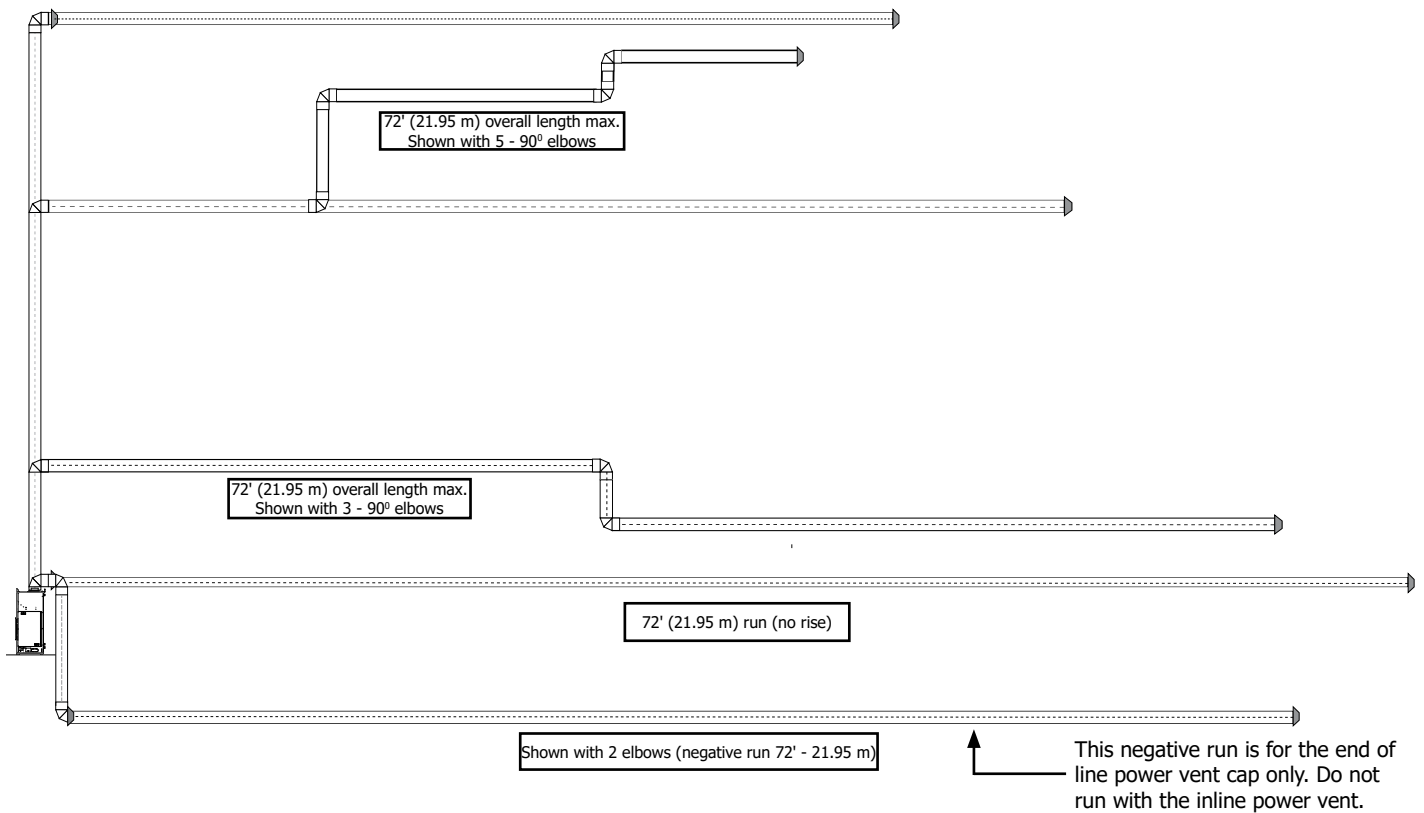 72' (21.95 m) overall length max.
Shown with 5 - 90⁰ elbows
72' (21.95 m) overall length max.
Shown with 3 - 90⁰ elbows
72' (21.95 m) run (no rise)
Shown with 2 elbows (negative run 72' - 21.95 m)
This negative run is for the end of
line power vent cap only. Do not
run with the inline power vent.